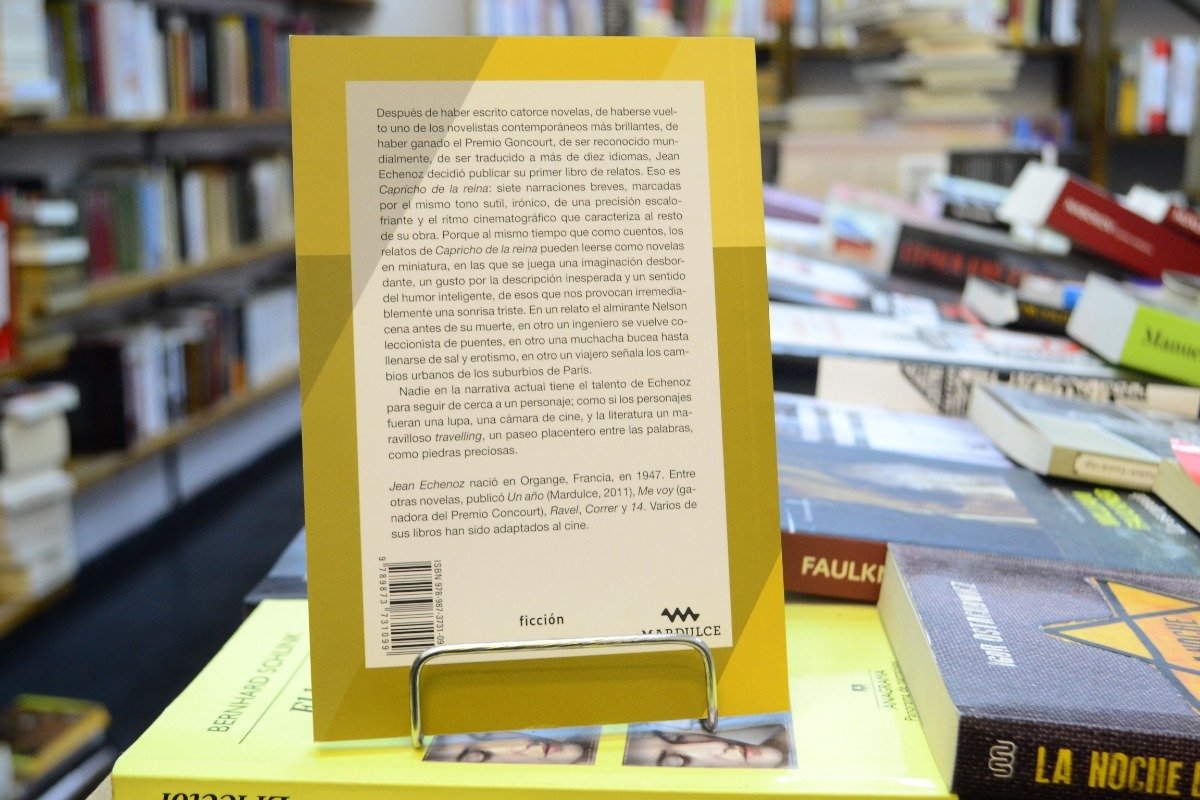 Después de haber escrito catorce novelas, de haberse vuel-
to uno de los novelistas contemporáneos más brillantes, de
haber ganado el Premio Goncourt, de ser reconocido mun-
dialmente, de ser traducido a más de diez idiomas, Jean
Echenoz decidió publicar su primer libro de relatos. Eso es
Capricho de la reina: siete narraciones breves, marcadas
por el mismo tono sutil, irónico, de una precisión escalo-
friante y el ritmo cinematográfico que caracteriza al resto
de su obra. Porque al mismo tiempo que como cuentos, los
relatos de Capricho de la reina pueden leerse como novelas
en miniatura, en las que se juega una imaginación desbor-
dante, un gusto por la descripción inesperada y un sentido
del humor inteligente, de esos que nos provocan irremedia-
blemente una sonrisa triste. En un relato el almirante Nelson
cena antes de su muerte, en otro un ingeniero se vuelve co-
leccionista de puentes, en otro una muchacha bucea hasta
llenarse de sal y erotismo, en otro un viajero señala los cam-
bios urbanos de los suburbios de París.
Nadie en la narrativa actual tiene el talento de Echenoz
para seguir de cerca a un personaje; como si los personajes
fueran una lupa, una cámara de cine, y la literatura un ma-
ravilloso travelling, un paseo placentero entre las palabras,
como piedras preciosas.
Jean Echenoz nació en Organge, Francia, en 1947. Entre
otras novelas, publicó Un año (Mardulce, 2011), Me voy (ga-
nadora del Premio Concourt), Ravel, Correr y 14. Varios de
sus libros han sido adaptados al cine.
ISBN 978-987-3731-09
9 789873 731099
ficción
MARDULCE
BERNHARD SCHLINK
ANAGRAMA
FAULK
IGOR OSTACHOWICZ
LA NOCHE